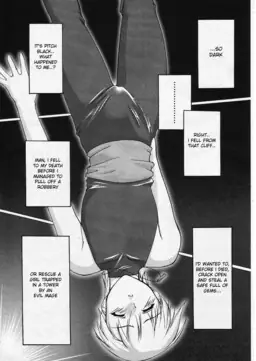 ...SO
DARK
IT'S PITCH
BLACK...
WHAT
HAPPENED
TO ME...?
..........
RIGHT...
I FELL FROM
THAT CLIFF...
MAN, I FELL
TO MY DEATH
BEFORE I
MANAGED TO
PULL OFF A
ROBBERY
I'D WANTED TO,
BEFORE I DIED,
CRACK OPEN
AND STEAL A
SAFE FULL OF
GEMS...
OR RESCUE A
GIRL TRAPPED
IN A TOWER
BY AN
EVIL MAGE